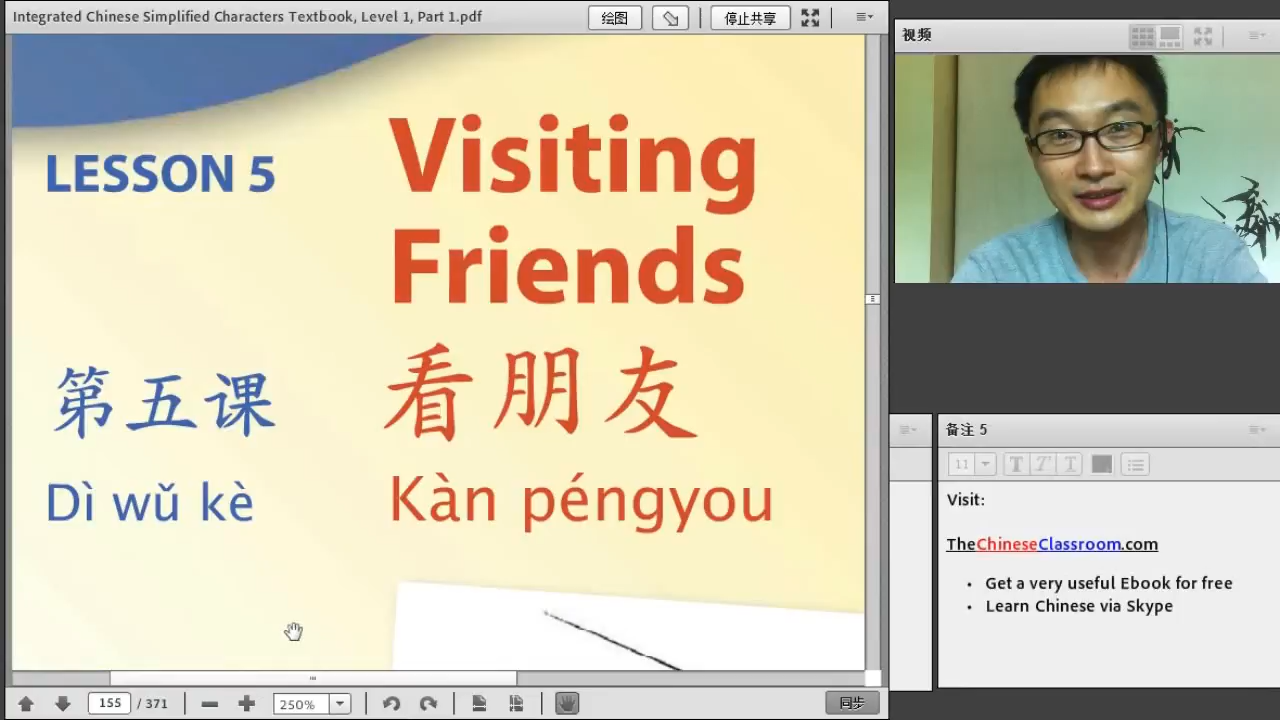 Integrated Chinese Simplified Characters Textbook, Level 1, Part 1.pdf
绘图
停止共享
视频
LESSON 5
Visiting
Friends
第五课
看朋友
Dì wǔ kè
Kàn péngyou
备注 5
11
Visit:
TheChineseClassroom.com
• Get a very useful Ebook for free
• Learn Chinese via Skype
155 / 371
250%
同步